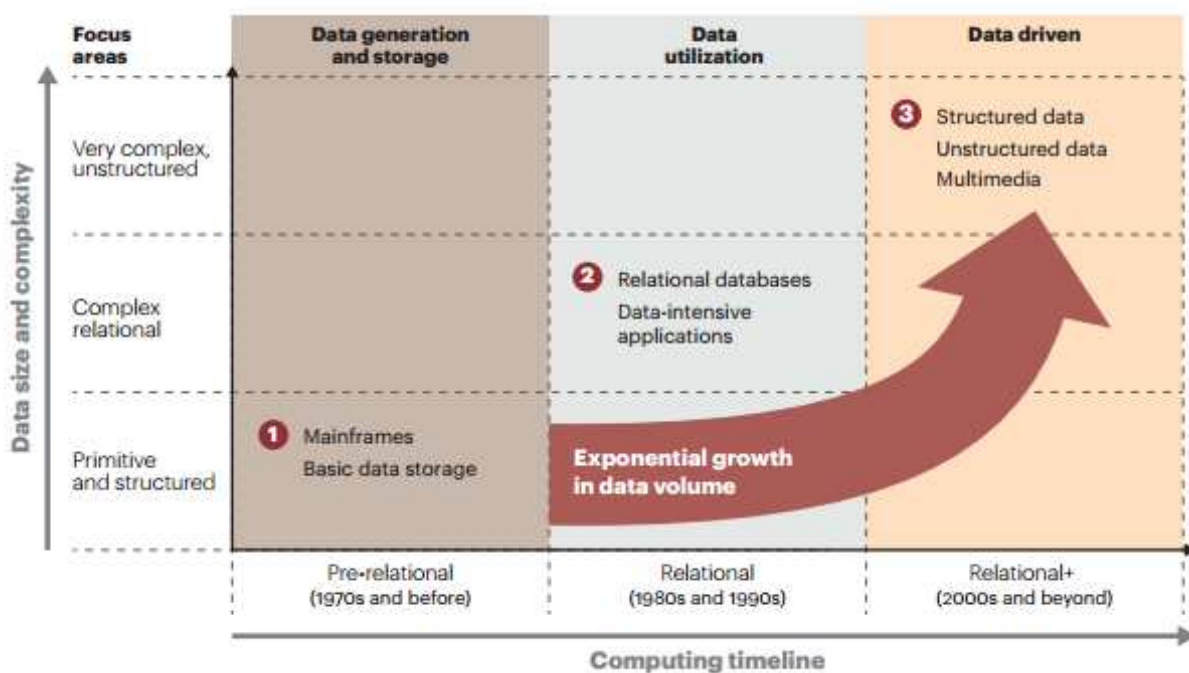 Focus
areas
Data generation
and storage
Data
utilization
Data driven
Data size and complexity
Very complex,
unstructured
3
Structured data
Unstructured data
Multimedia
Complex
relational
2
Relational databases
Data-intensive
applications
Primitive
and structured
1
Mainframes
Basic data storage
Exponential growth
in data volume
Pre-relational
(1970s and before)
Relational
(1980s and 1990s)
Relational+
(2000s and beyond)
Computing timeline